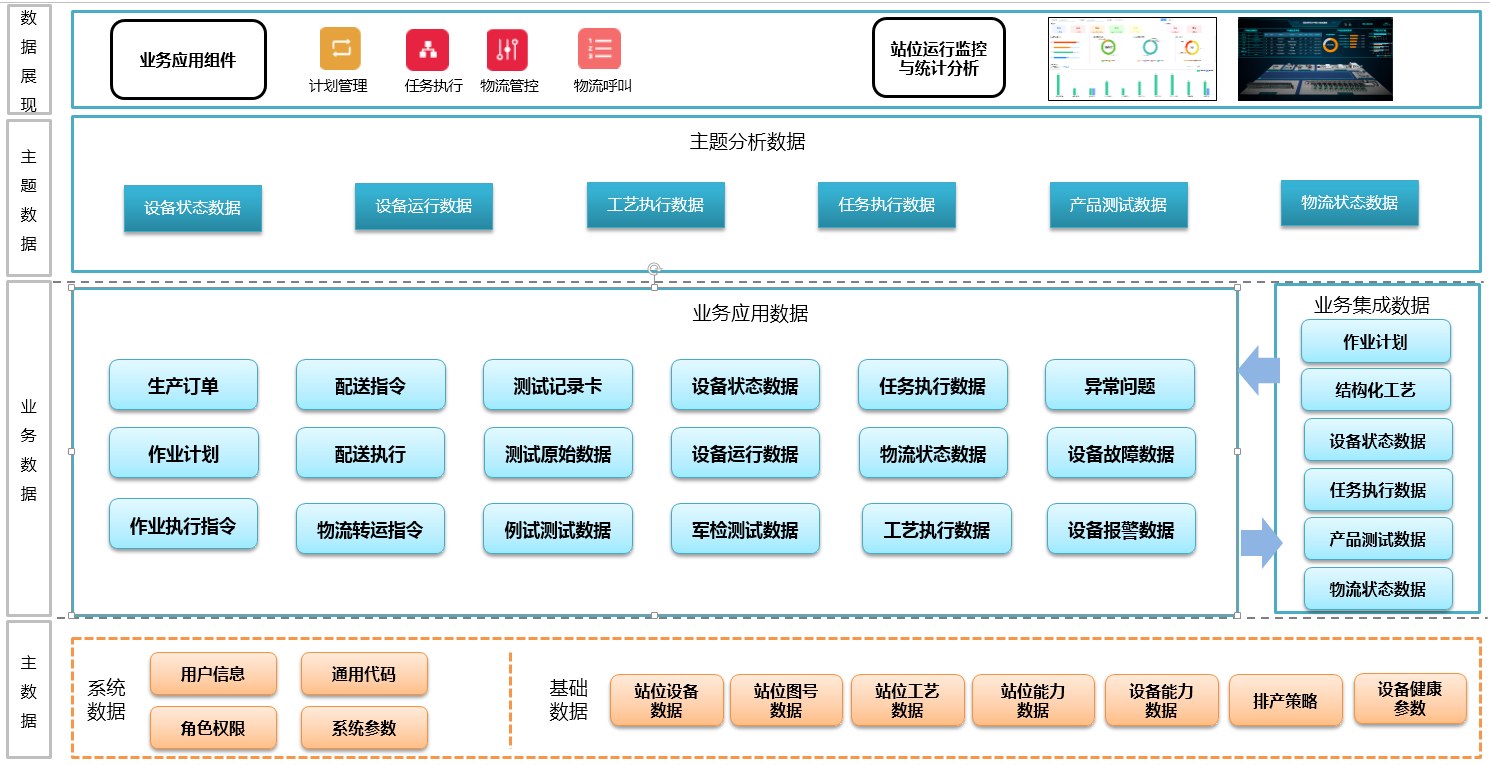 数
据
展
现
业务应用组件
计划管理
任务执行
物流管控
物流呼叫
站位运行监控
与统计分析
主
题
数
据
主题分析数据
设备状态数据
设备运行数据
工艺执行数据
任务执行数据
产品测试数据
物流状态数据
业
务
数
据
业务应用数据
生产订单
配送指令
测试记录卡
设备状态数据
任务执行数据
异常问题
作业计划
配送执行
测试原始数据
设备运行数据
物流状态数据
设备故障数据
作业执行指令
物流转运指令
例试测试数据
军检测试数据
工艺执行数据
设备报警数据
业务集成数据
作业计划
结构化工艺
设备状态数据
任务执行数据
产品测试数据
物流状态数据
主
数
据
系统
数据
用户信息
通用代码
角色权限
系统参数
基础
数据
站位设备
数据
站位图号
数据
站位工艺
数据
站位能力
数据
设备能力
数据
排产策略
设备健康
参数